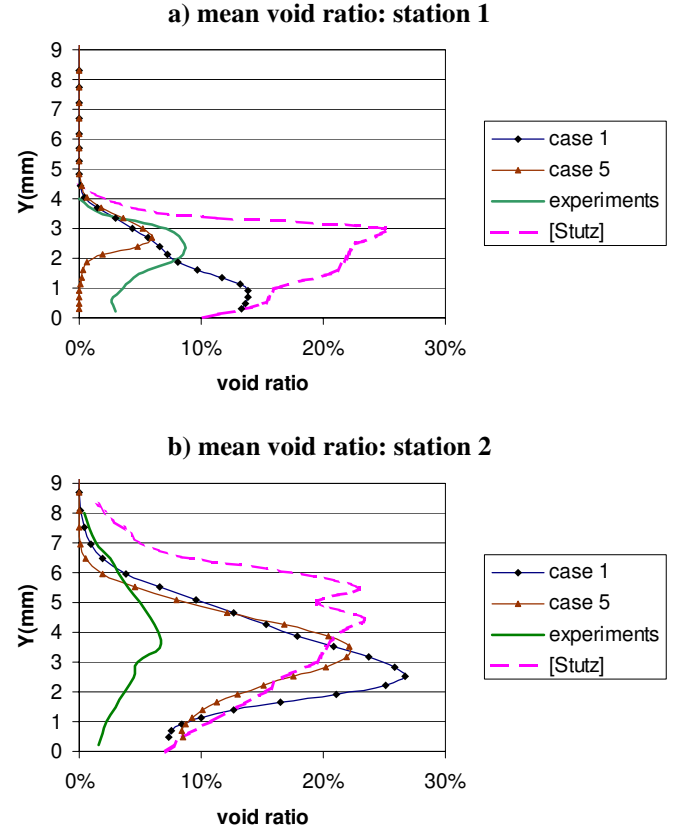 a) mean void ratio: station 1
9
8
7
6
5
4
3
2
1
0
Y(mm)
0% 10% 20% 30%
void ratio
case 1
case 5
experiments
[Stutz]
b) mean void ratio: station 2
9
8
7
6
5
4
3
2
1
0
Y(mm)
0% 10% 20% 30%
void ratio
case 1
case 5
experiments
[Stutz]